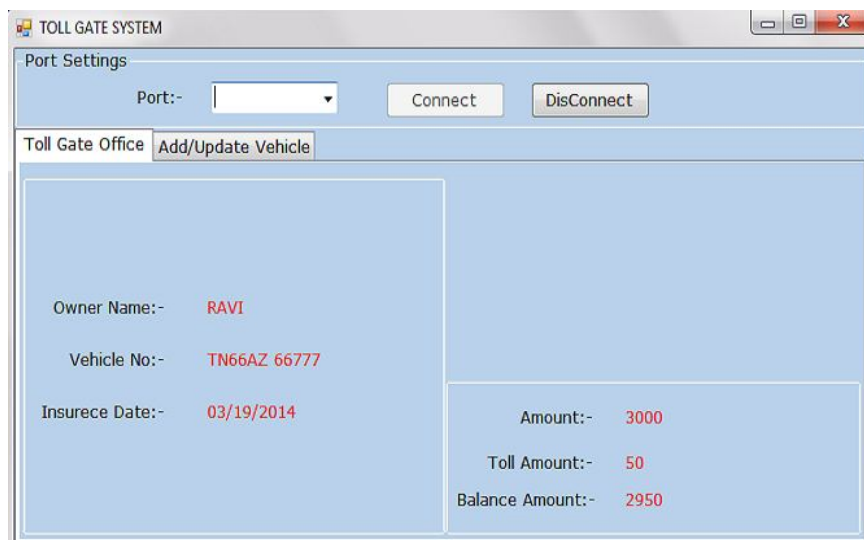 TOLL GATE SYSTEM
Port Settings
Port:- Connect DisConnect
Toll Gate Office Add/Update Vehicle
Owner Name:- RAVI
Vehicle No:- TN66AZ 66777
Insurece Date:- 03/19/2014
Amount:- 3000
Toll Amount:- 50
Balance Amount:- 2950